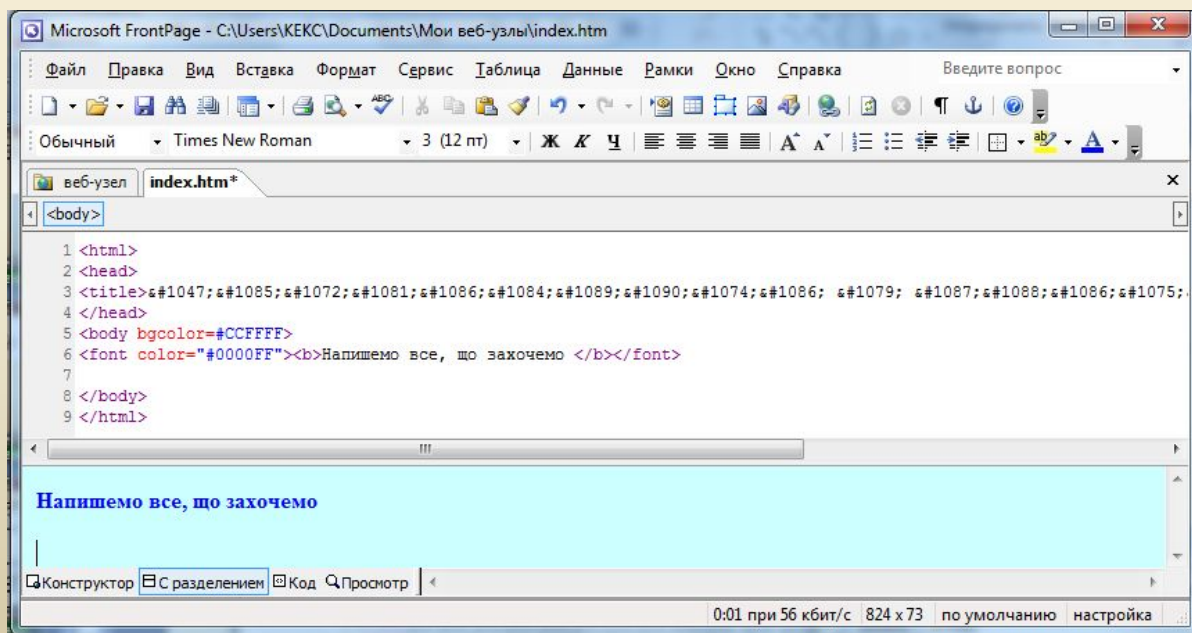 Microsoft FrontPage - C:\Users\KEKC\Documents\Мои веб-узлы\index.htm
Файл Правка Вид Вставка Формат Сервис Таблица Данные Рамки Окно Справка Введите вопрос
Обычный Times New Roman 3 (12 пт) Ж К Ч
веб-узел index.htm*
<body>
1 <html>
2 <head>
3 <title>&#1047;&#1085;&#1072;&#1081;&#1086;&#1084;&#1089;&#1090;&#1074;&#1086; &#1079; &#1087;&#1088;&#1086;&#1075;
4 </head>
5 <body bgcolor=#CCFFFF>
6 <font color="#0000FF"><b>Напишемо все, що захочемо </b></font>
7
8 </body>
9 </html>
Напишемо все, що захочемо
Конструктор С разделением Код Просмотр
0:01 при 56 кбит/с 824 x 73 по умолчанию настройка